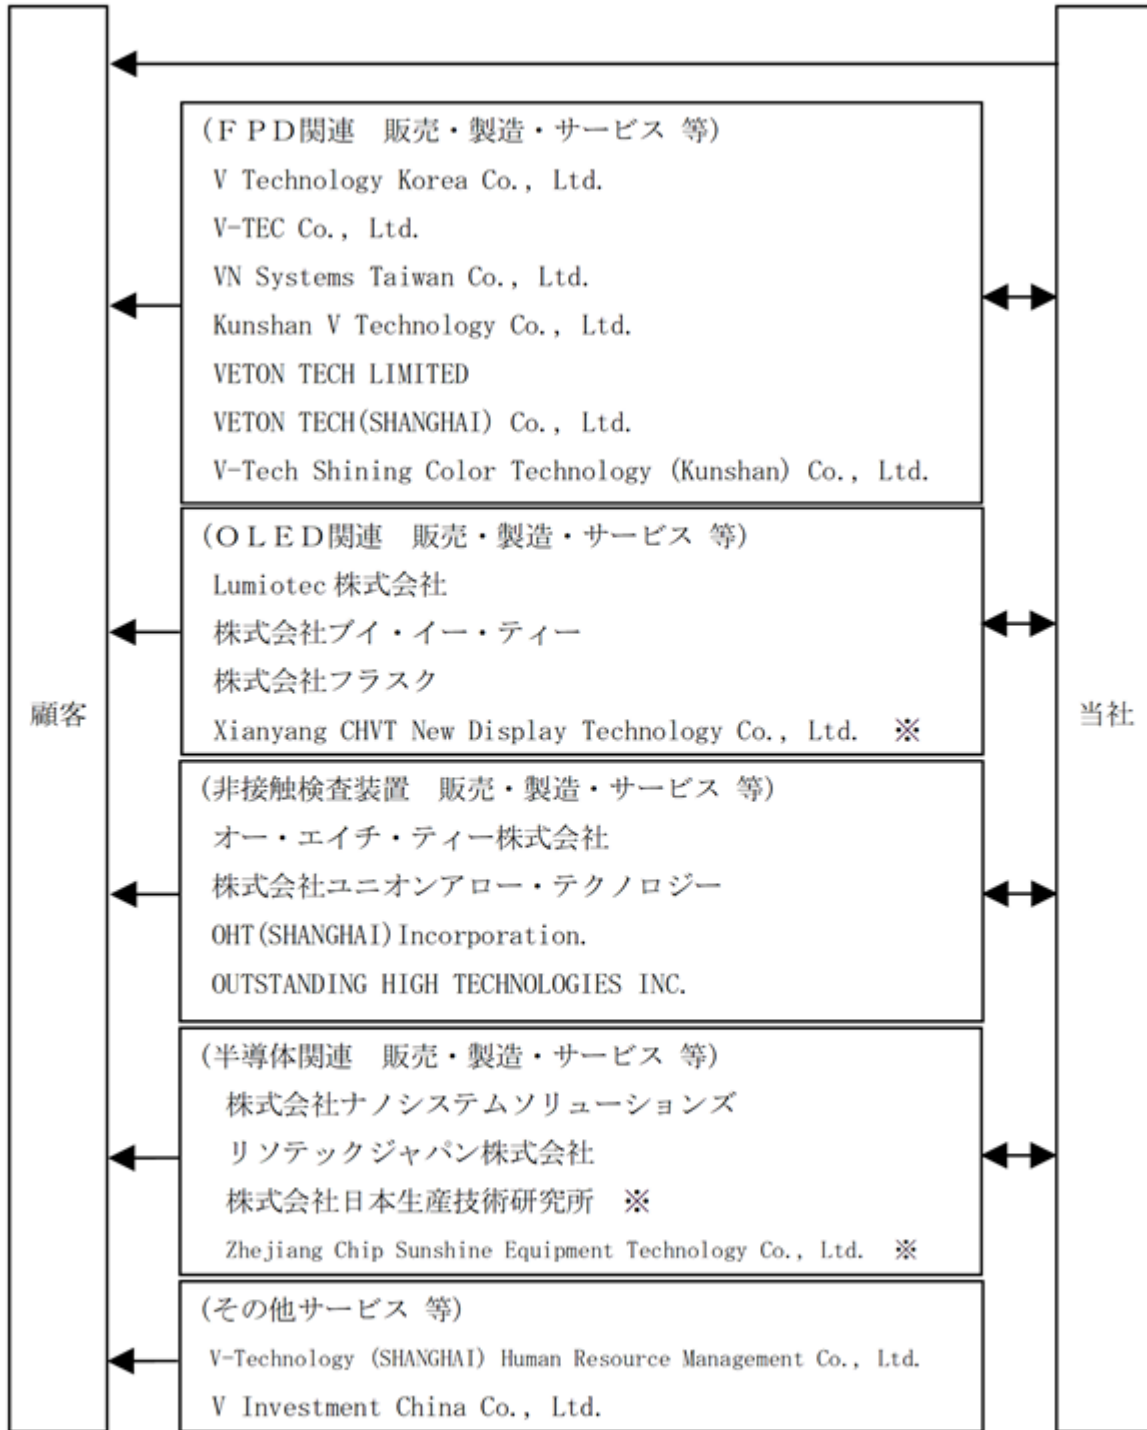 (ＦＰＤ関連　販売・製造・サービス 等)
V Technology Korea Co., Ltd.
V-TEC Co., Ltd.
VN Systems Taiwan Co., Ltd.
Kunshan V Technology Co., Ltd.
VETON TECH LIMITED
VETON TECH(SHANGHAI) Co., Ltd.
V-Tech Shining Color Technology (Kunshan) Co., Ltd.
(ＯＬＥＤ関連　販売・製造・サービス 等)
Lumiotec 株式会社
株式会社ブイ・イー・ティー
株式会社フラスク
Xianyang CHVT New Display Technology Co., Ltd.　※
顧客
当社
(非接触検査装置　販売・製造・サービス 等)
オー・エイチ・ティー株式会社
株式会社ユニオンアロー・テクノロジー
OHT(SHANGHAI)Incorporation.
OUTSTANDING HIGH TECHNOLOGIES INC.
(半導体関連　販売・製造・サービス 等)
株式会社ナノシステムソリューションズ
リソテックジャパン株式会社
株式会社日本生産技術研究所　※
Zhejiang Chip Sunshine Equipment Technology Co., Ltd.　※
(その他サービス 等)
V-Technology (SHANGHAI) Human Resource Management Co., Ltd.
V Investment China Co., Ltd.